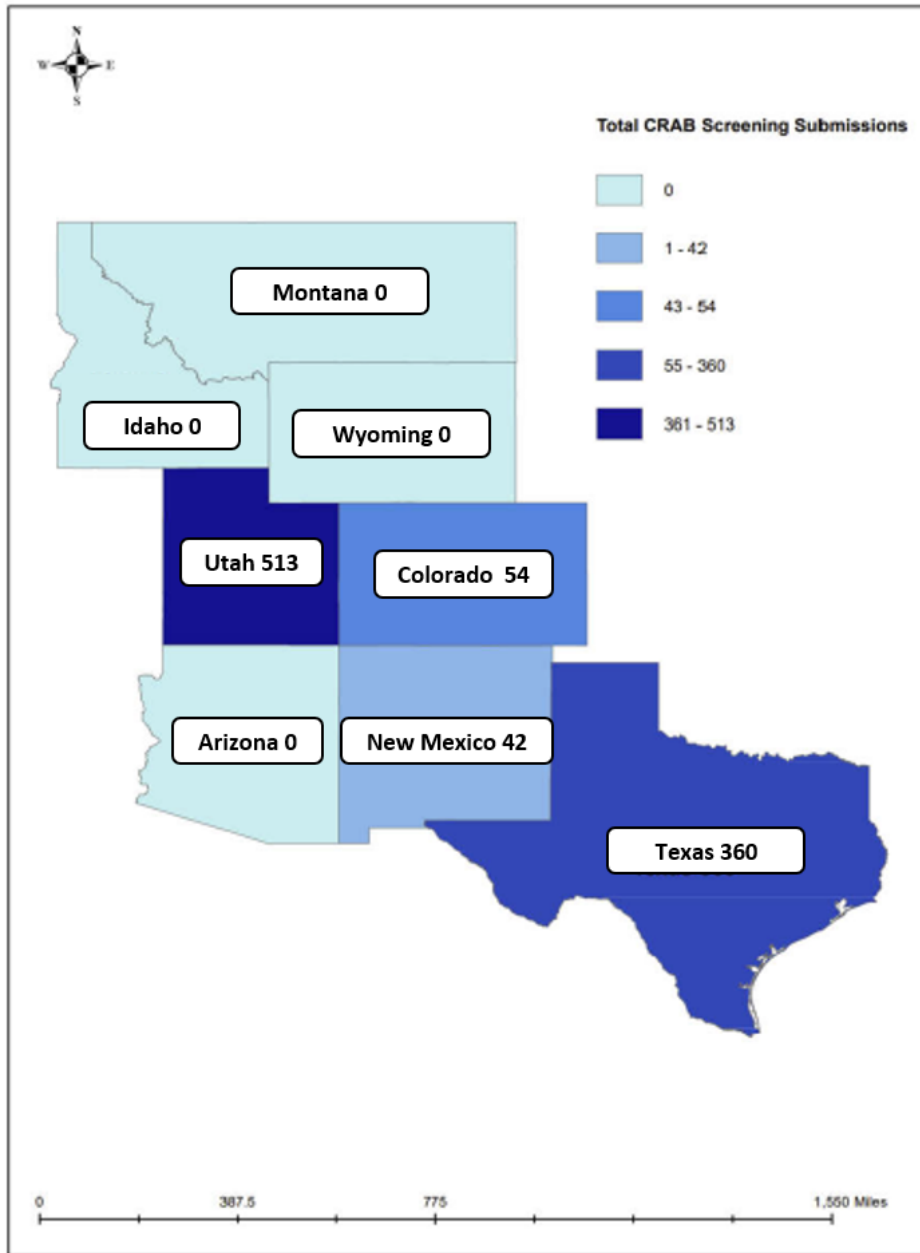 N
W E
S
Total CRAB Screening Submissions
0
1 - 42
43 - 54
55 - 360
361 - 513
Montana 0
Idaho 0
Wyoming 0
Utah 513
Colorado 54
Arizona 0
New Mexico 42
Texas 360
0 387.5 775 1,550 Miles